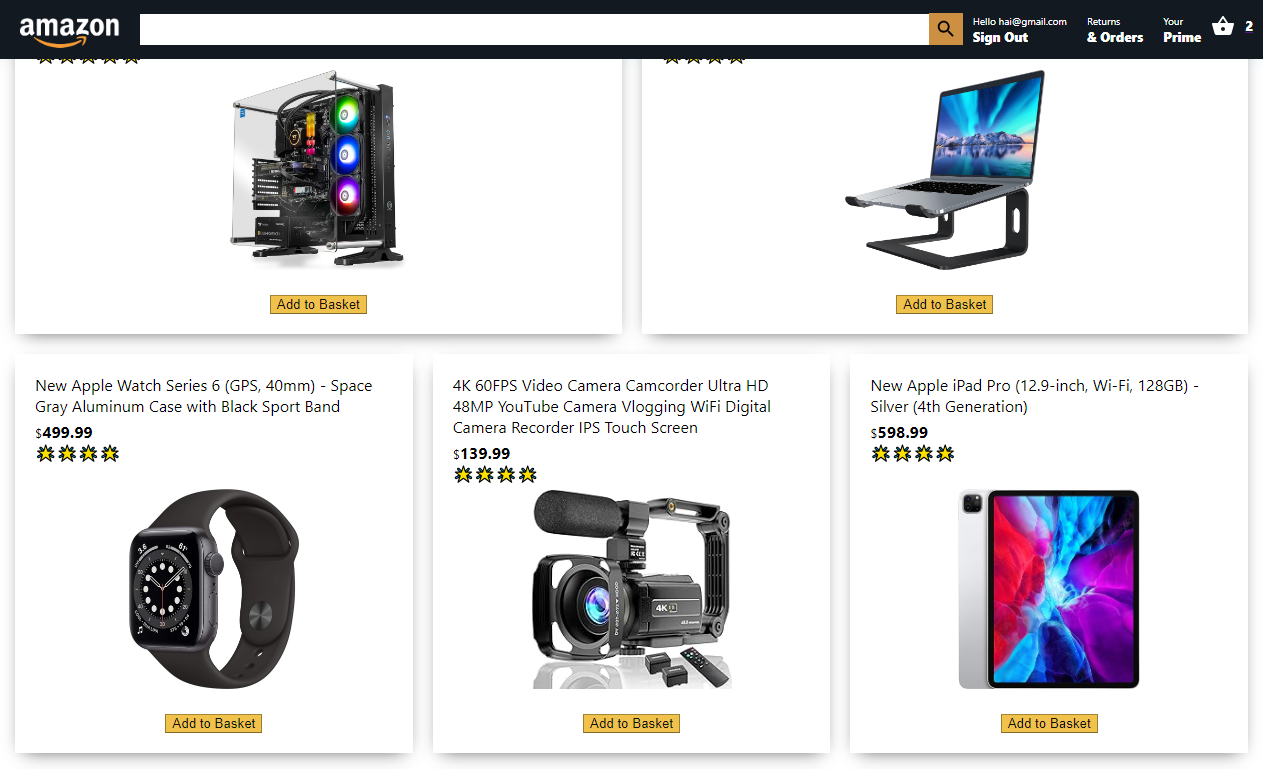 amazon
Hello hai@gmail.com
Sign Out
Returns
& Orders
Your
Prime
2
Add to Basket
Add to Basket
New Apple Watch Series 6 (GPS, 40mm) - Space
Gray Aluminum Case with Black Sport Band
$499.99
Add to Basket
4K 60FPS Video Camera Camcorder Ultra HD
48MP YouTube Camera Vlogging WiFi Digital
Camera Recorder IPS Touch Screen
$139.99
4K
Add to Basket
New Apple iPad Pro (12.9-inch, Wi-Fi, 128GB) -
Silver (4th Generation)
$598.99
Add to Basket